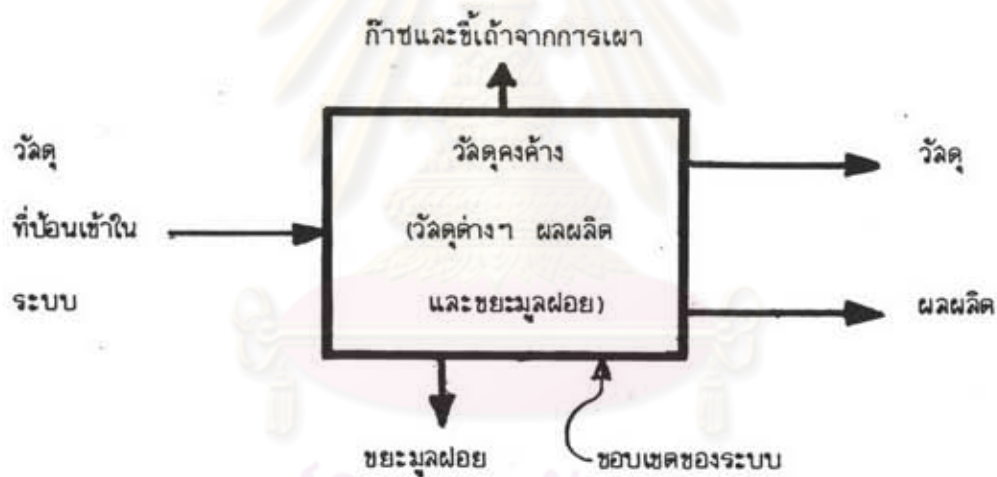 ก๊าซและขี้เถ้าจากการเผา
วัสดุ
ที่ป้อนเข้าใน
ระบบ
วัสดุคงค้าง
(วัสดุต่างๆ ผลผลิต
และขยะมูลฝอย)
วัสดุ
ผลผลิต
ขยะมูลฝอย
ขอบเขตของระบบ